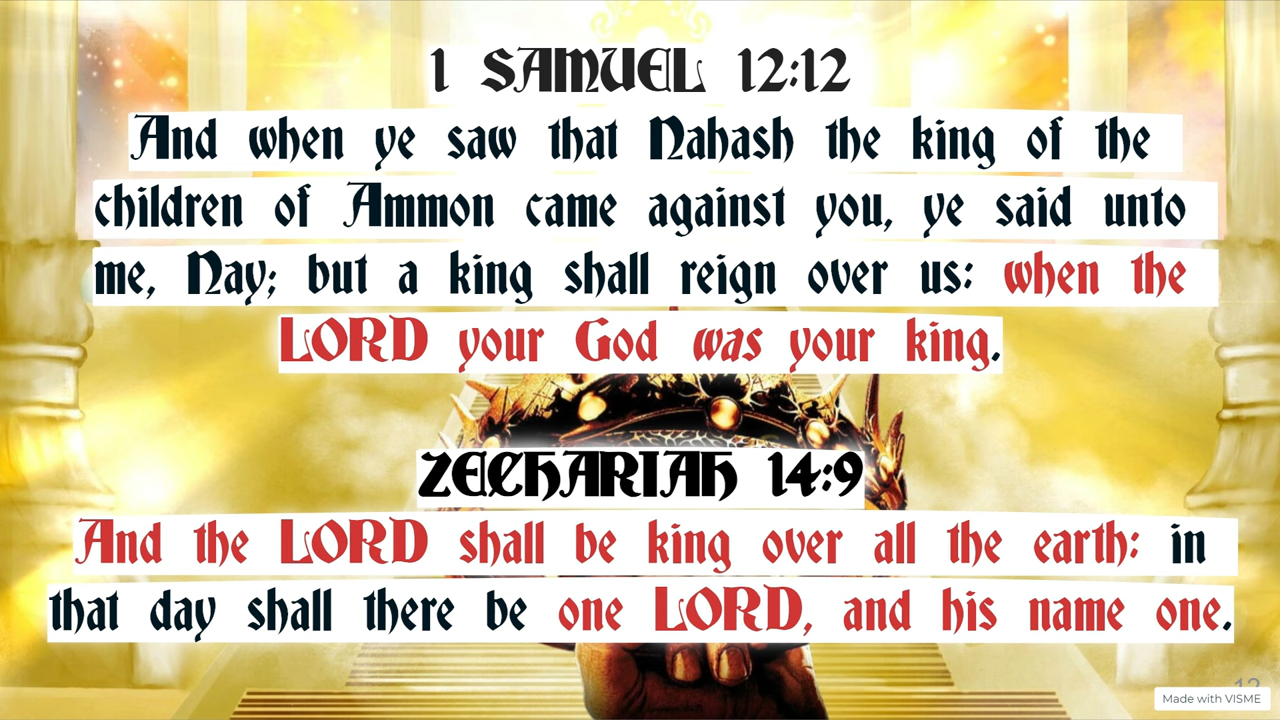 1 SAMUEL 12:12
And when ye saw that Nahash the king of the
children of Ammon came against you, ye said unto
me, Nay; but a king shall reign over us: when the
LORD your God was your king.
ZECHARIAH 14:9
And the LORD shall be king over all the earth: in
that day shall there be one LORD, and his name one.
Made with VISME